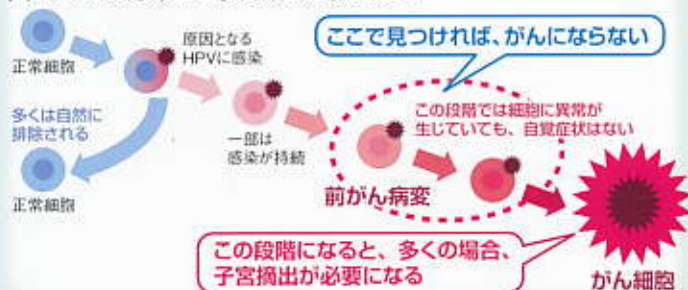 正常細胞
原因となる
HPVに感染
ここで見つければ、がんにならない
多くは自然に
排除される
正常細胞
一部は
感染が持続
この段階では細胞に異常が
生じていても、自覚症状はない
前がん病変
この段階になると、多くの場合、
子宮摘出が必要になる
がん細胞